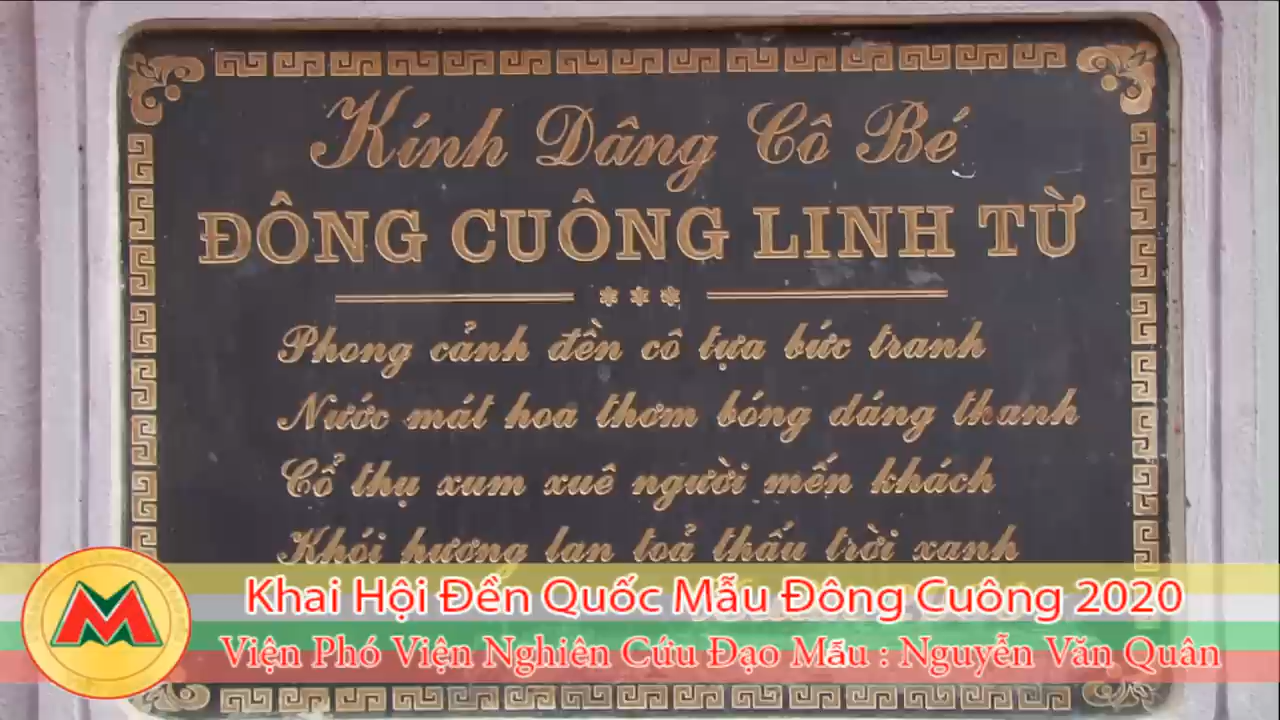 Kính Dâng Cô Bé
ĐÔNG CUÔNG LINH TỪ
Phong cảnh đền cô tựa bức tranh
Nước mát hoa thơm bóng dáng thanh
Cổ thụ xum xuê người mến khách
Khói hương lan toả thấu trời xanh
Khai Hội Đền Quốc Mẫu Đông Cuông 2020
Viện Phó Viện Nghiên Cứu Đạo Mẫu : Nguyễn Văn Quân